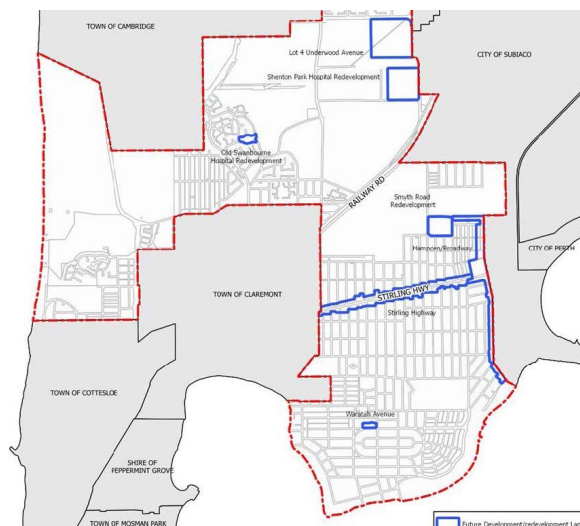 TOWN OF CAMBRIDGE
Lot 4 Underwood Avenue
CITY OF SUBIACO
Shenton Park Hospital Redevelopment
Old Swanbourne
Hospital Redevelopment
RAILWAY RD
Smyth Road
Redevelopment
Hampden/Broadway
CITY OF PERTH
TOWN OF CLAREMONT
STIRLING HWY
Stirling Highway
TOWN OF COTTESLOE
Waratah Avenue
SHIRE OF
PEPPERMINT GROVE
TOWN OF MOSMAN PARK
Future Development/redevelopment Lan